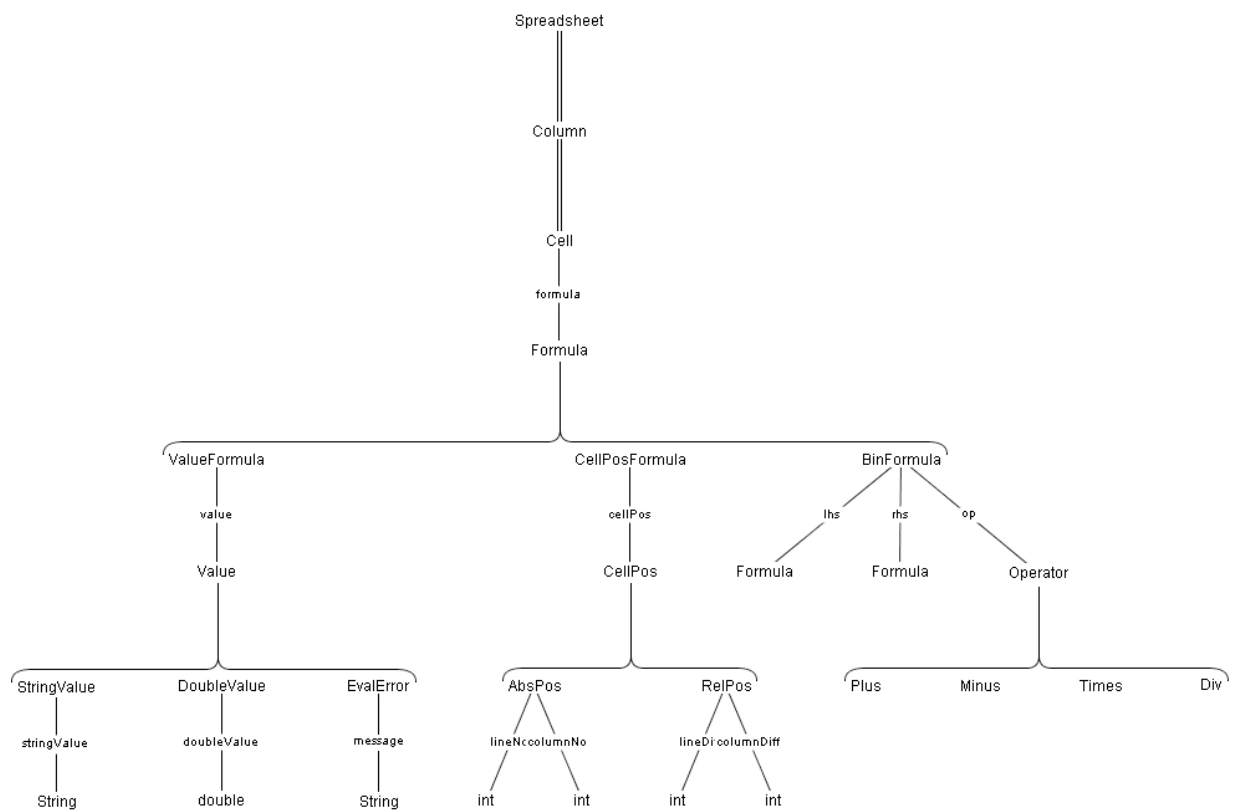 Spreadsheet
Column
Cell
formula
Formula
ValueFormula CellPosFormula BinFormula
value cellPos lhs rhs op
Value CellPos Formula Formula Operator
StringValue DoubleValue EvalError AbsPos RelPos Plus Minus Times Div
stringValue doubleValue message lineNccolumnNo lineDi columnDiff
String double String int int int int